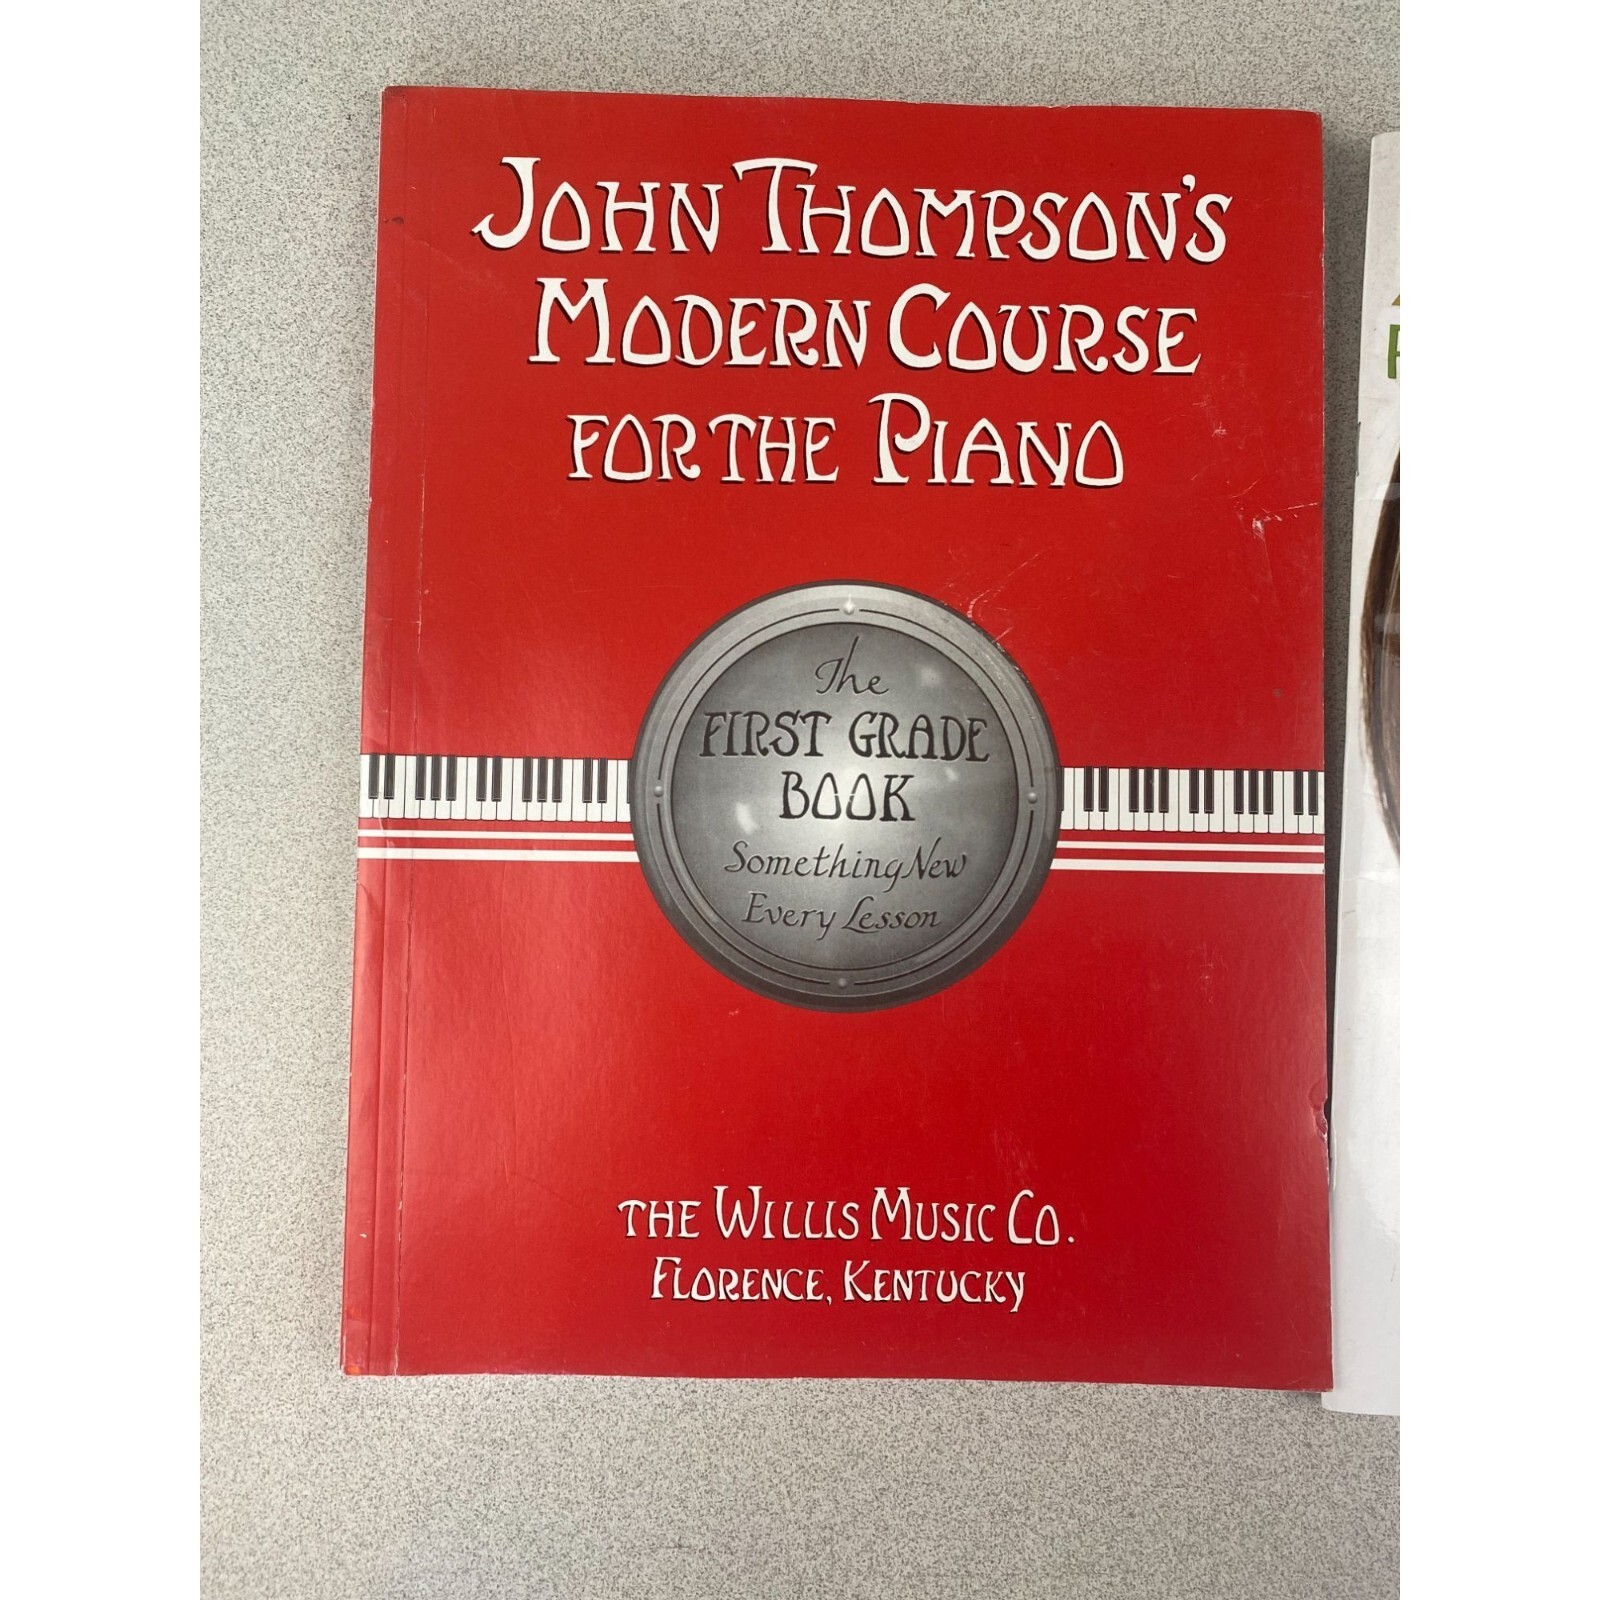 John Thompson's
Modern Course
for the Piano
The
First Grade
Book
Something New
Every Lesson
The Willis Music Co.
Florence, Kentucky